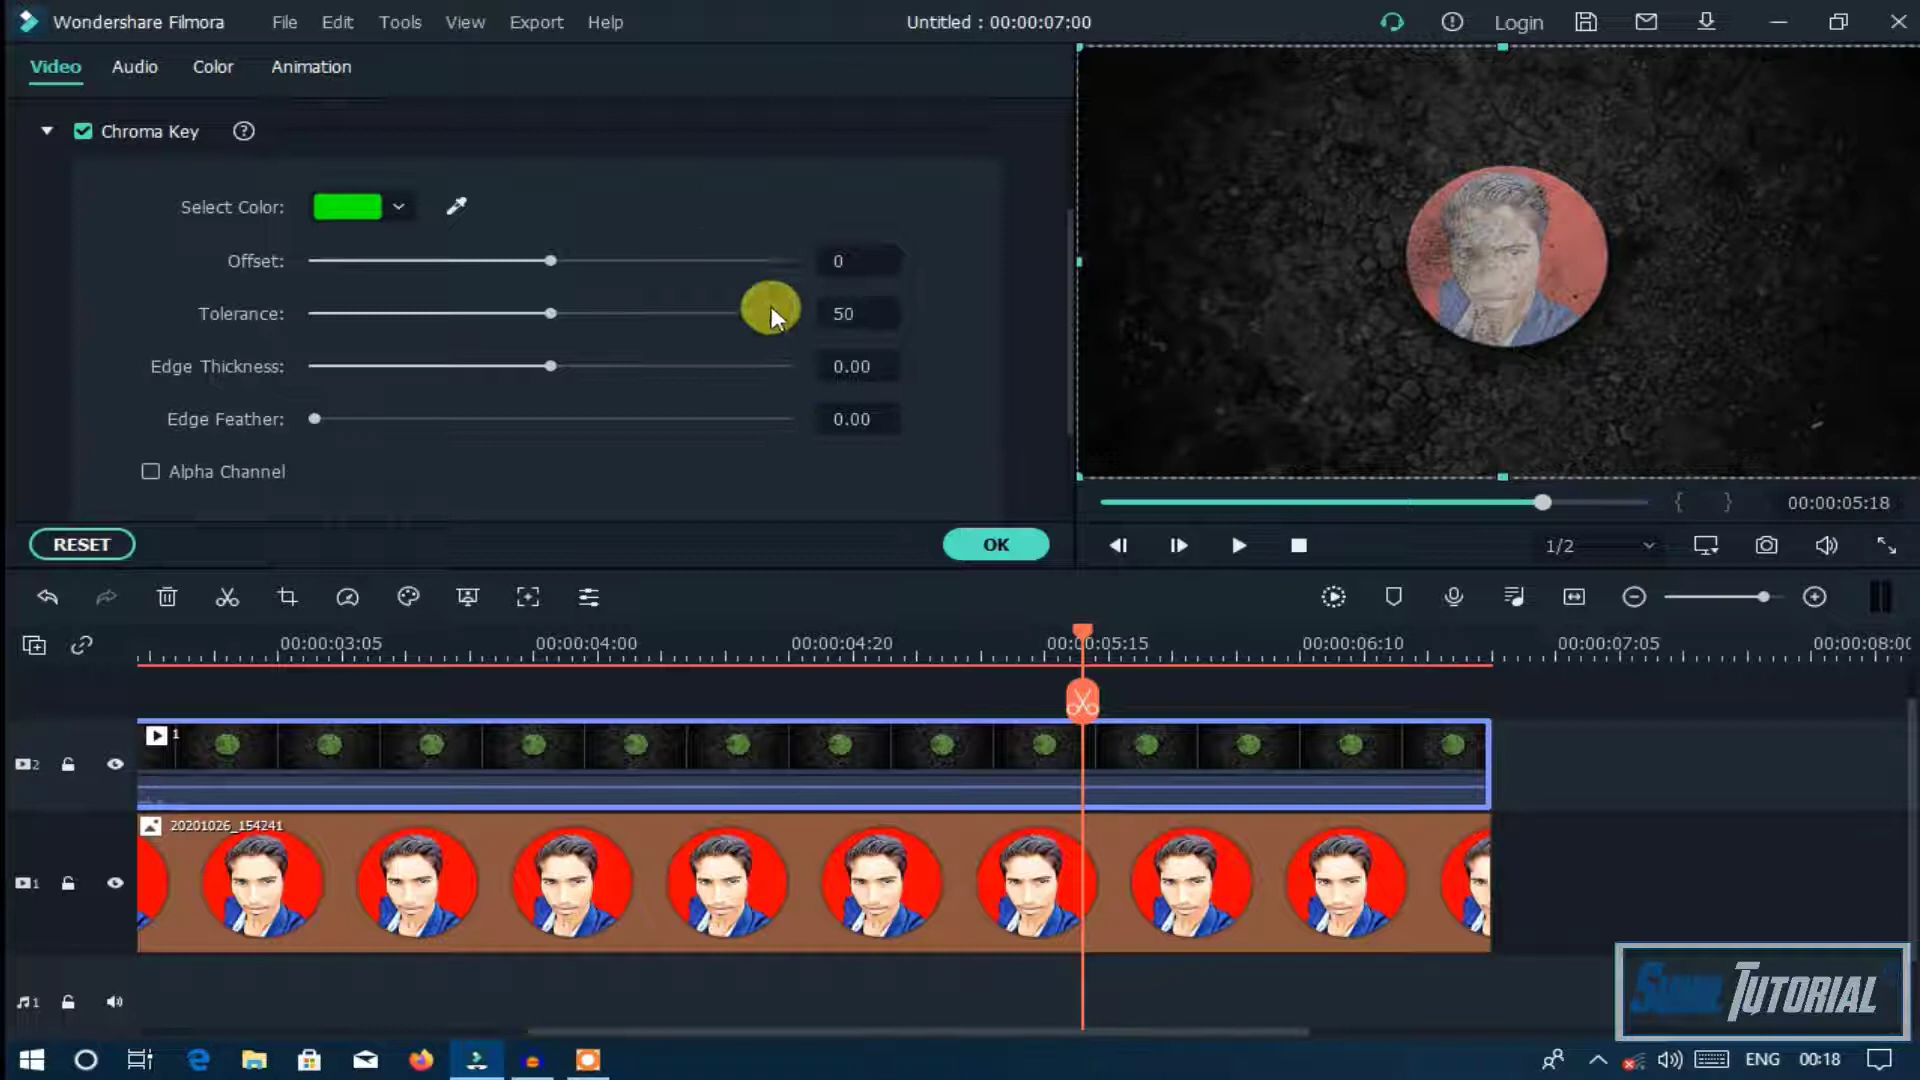 Wondershare Filmora File Edit Tools View Export Help Untitled : 00:00:07:00 Login
Video Audio Color Animation
Chroma Key ?
Select Color:
Offset: 0
Tolerance: 50
Edge Thickness: 0.00
Edge Feather: 0.00
Alpha Channel
{ } 00:00:05:18
RESET OK 1/2
00:00:03:05 00:00:04:00 00:00:04:20 00:00:05:15 00:00:06:10 00:00:07:05 00:00:08:0
1
2
20201026_154241
1
1
TUTORIAL
ENG 00:18